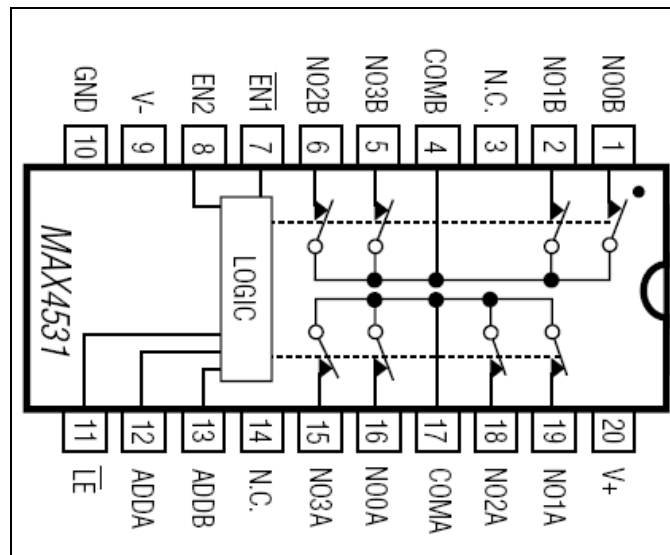 GND
V-
EN2
EN1
NO2B
NO3B
COMB
N.C.
NO1B
NO0B
10
9
8
7
6
5
4
3
2
1
MAX4531
LOGIC
11
12
13
14
15
16
17
18
19
20
LE
ADDA
ADDB
N.C.
NO3A
NO0A
COMA
NO2A
NO1A
V+